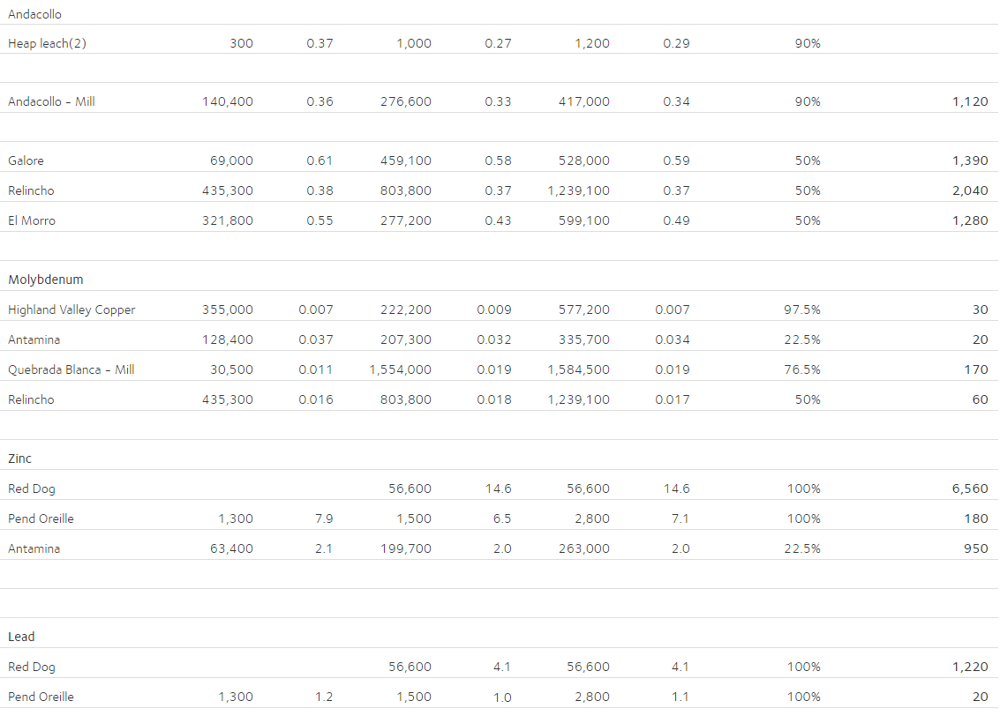 Andacollo
Heap leach(2) 300 0.37 1,000 0.27 1,200 0.29 90%
Andacollo – Mill 140,400 0.36 276,600 0.33 417,000 0.34 90% 1,120
Galore 69,000 0.61 459,100 0.58 528,000 0.59 50% 1,390
Relincho 435,300 0.38 803,800 0.37 1,239,100 0.37 50% 2,040
El Morro 321,800 0.55 277,200 0.43 599,100 0.49 50% 1,280
Molybdenum
Highland Valley Copper 355,000 0.007 222,200 0.009 577,200 0.007 97.5% 30
Antamina 128,400 0.037 207,300 0.032 335,700 0.034 22.5% 20
Quebrada Blanca – Mill 30,500 0.011 1,554,000 0.019 1,584,500 0.019 76.5% 170
Relincho 435,300 0.016 803,800 0.018 1,239,100 0.017 50% 60
Zinc
Red Dog 56,600 14.6 56,600 14.6 100% 6,560
Pend Oreille 1,300 7.9 1,500 6.5 2,800 7.1 100% 180
Antamina 63,400 2.1 199,700 2.0 263,000 2.0 22.5% 950
Lead
Red Dog 56,600 4.1 56,600 4.1 100% 1,220
Pend Oreille 1,300 1.2 1,500 1.0 2,800 1.1 100% 20